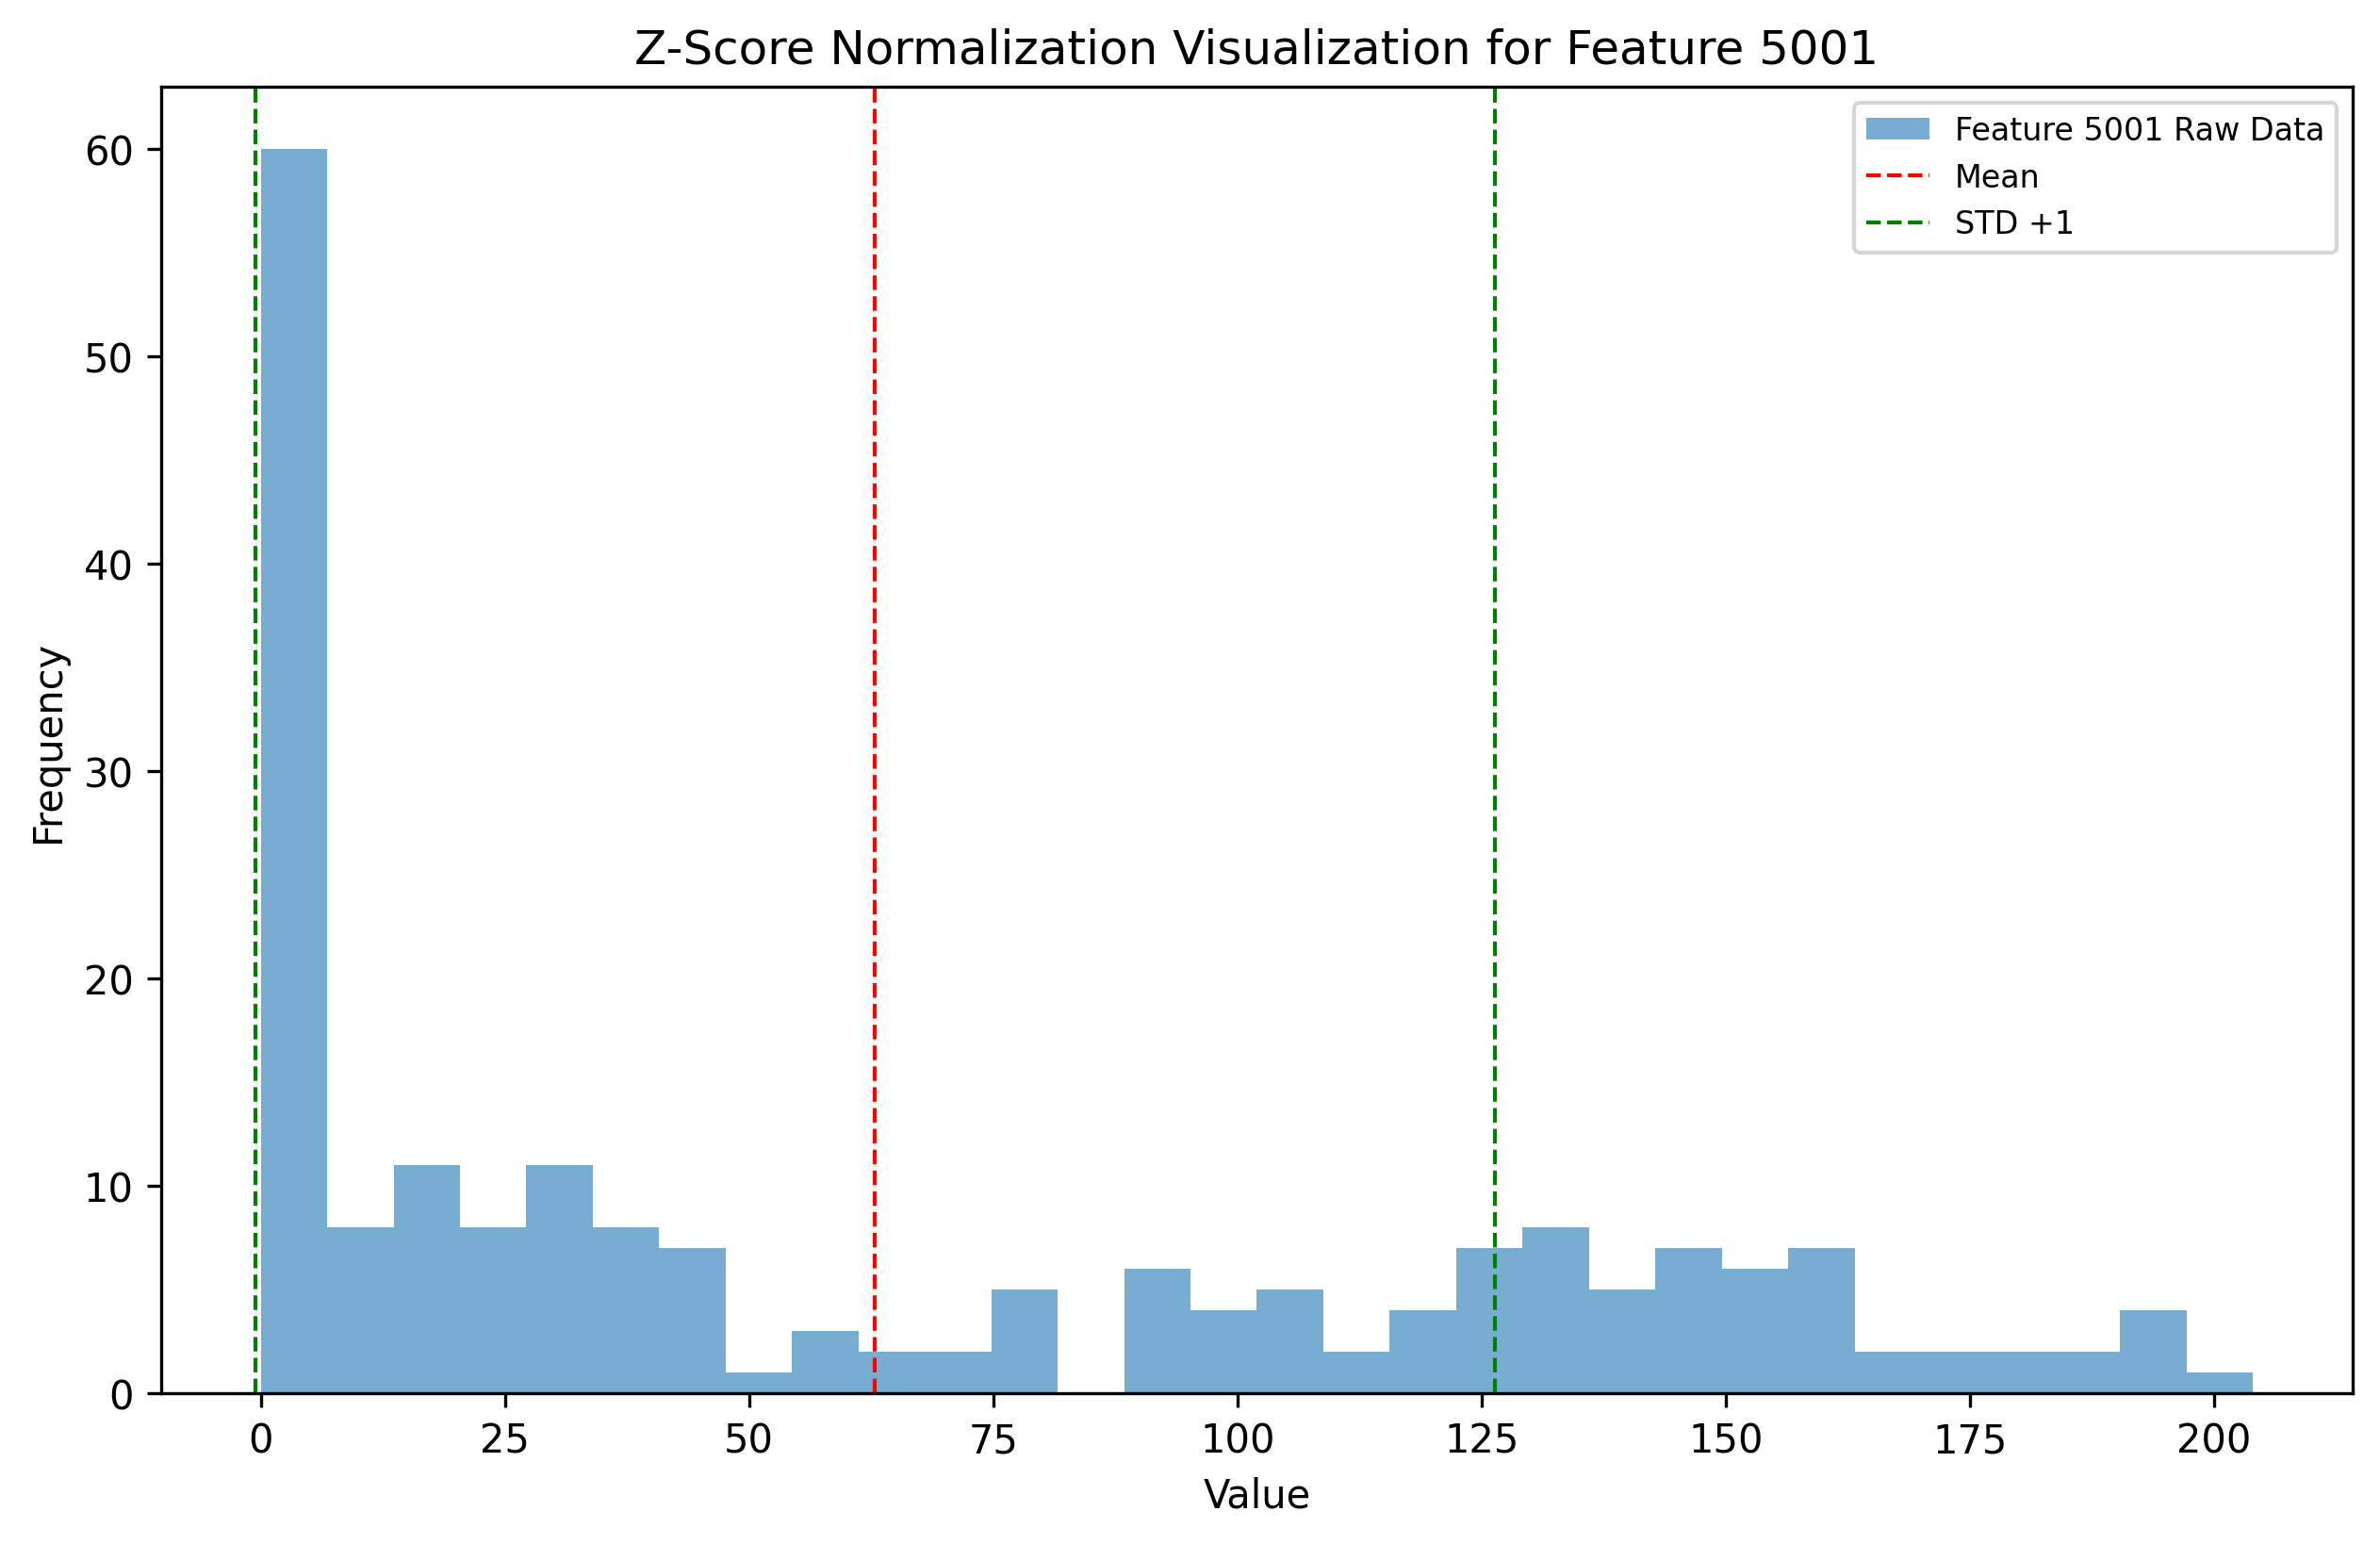 Z-Score Normalization Visualization for Feature 5001
Feature 5001 Raw Data
Mean
STD +1
60
50
40
30
20
10
0
Frequency
0 25 50 75 100 125 150 175 200
Value